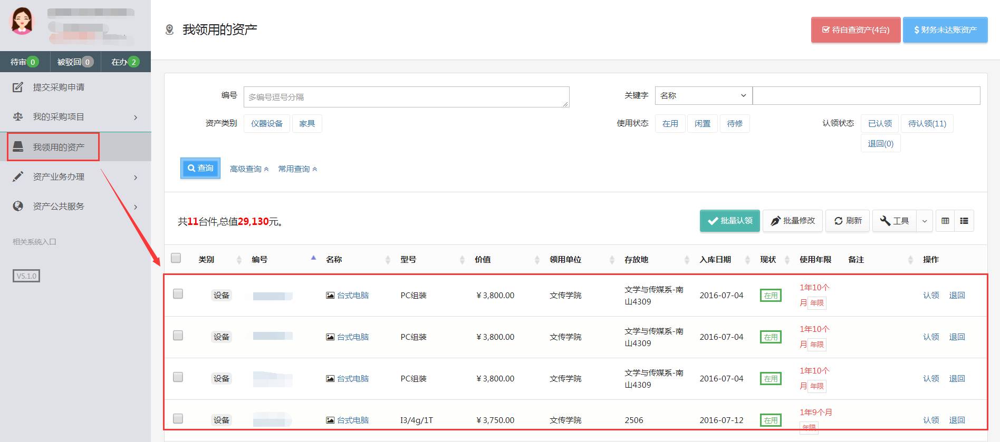 待审 0 被驳回 0 在办 2
提交采购申请
我的采购项目
我领用的资产
资产业务办理
资产公共服务
相关系统入口
V5.1.0
我领用的资产
待自查资产(4台) $ 财务未达账资产
编号 多编号逗号分隔 关键字 名称
资产类别 仪器设备 家具 使用状态 在用 闲置 待修 认领状态 已认领 待认领(11)
退回(0)
查询 高级查询 常用查询
共11台件,总值29,130元。 批量认领 批量修改 刷新 工具
类别 编号 名称 型号 价值 领用单位 存放地 入库日期 现状 使用年限 备注 操作
设备 台式电脑 PC组装 ¥ 3,800.00 文传学院 文学与传媒系-南 2016-07-04 在用 1年10个 认领 退回
山4309 月 年限
设备 台式电脑 PC组装 ¥ 3,800.00 文传学院 文学与传媒系-南 2016-07-04 在用 1年10个 认领 退回
山4309 月 年限
设备 台式电脑 PC组装 ¥ 3,800.00 文传学院 文学与传媒系-南 2016-07-04 在用 1年10个 认领 退回
山4309 月 年限
设备 台式电脑 I3/4g/1T ¥ 3,750.00 文传学院 2506 2016-07-12 在用 1年9个月 认领 退回
年限